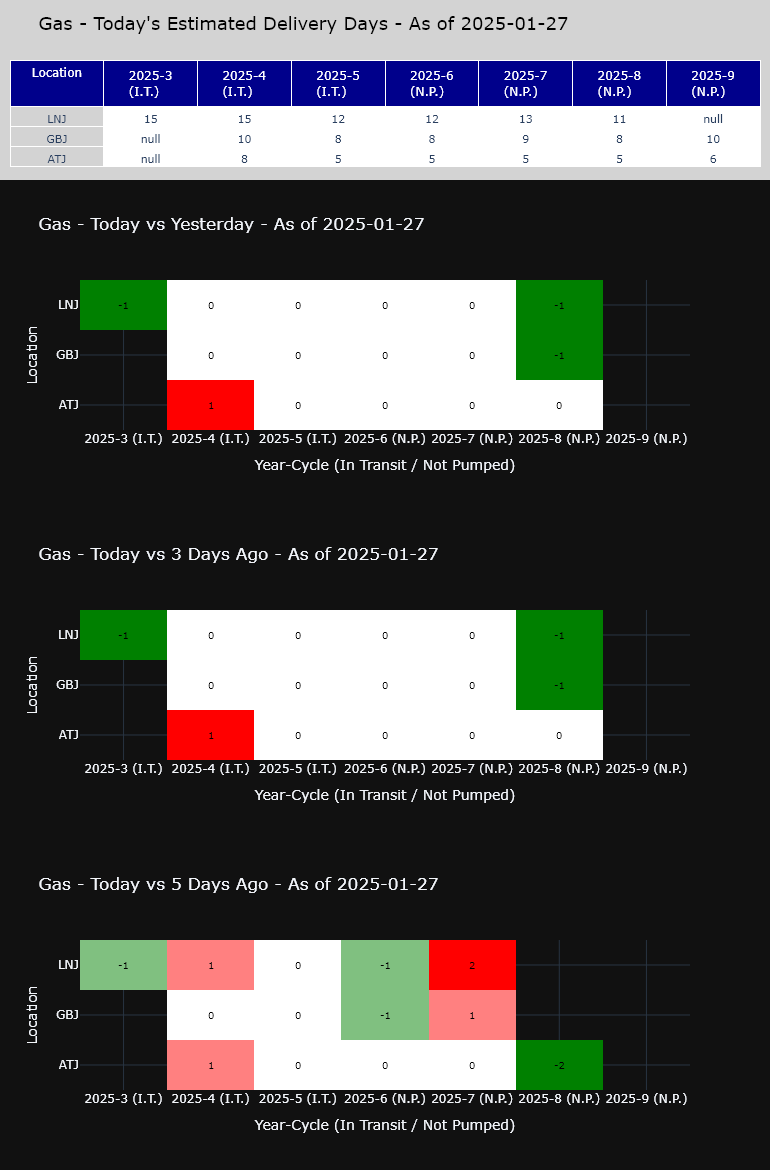 Gas - Today's Estimated Delivery Days - As of 2025-01-27
Location 2025-3 (I.T.) 2025-4 (I.T.) 2025-5 (I.T.) 2025-6 (N.P.) 2025-7 (N.P.) 2025-8 (N.P.) 2025-9 (N.P.)
LNJ 15 15 12 12 13 11 null
GBJ null 10 8 8 9 8 10
ATJ null 8 5 5 5 5 6
Gas - Today vs Yesterday - As of 2025-01-27
Location
LNJ -1 0 0 0 0 -1
GBJ 0 0 0 0 -1
ATJ 1 0 0 0 0
2025-3 (I.T.) 2025-4 (I.T.) 2025-5 (I.T.) 2025-6 (N.P.) 2025-7 (N.P.) 2025-8 (N.P.) 2025-9 (N.P.)
Year-Cycle (In Transit / Not Pumped)
Gas - Today vs 3 Days Ago - As of 2025-01-27
Location
LNJ -1 0 0 0 0 -1
GBJ 0 0 0 0 -1
ATJ 1 0 0 0 0
2025-3 (I.T.) 2025-4 (I.T.) 2025-5 (I.T.) 2025-6 (N.P.) 2025-7 (N.P.) 2025-8 (N.P.) 2025-9 (N.P.)
Year-Cycle (In Transit / Not Pumped)
Gas - Today vs 5 Days Ago - As of 2025-01-27
Location
LNJ -1 1 0 -1 2
GBJ 0 0 -1 1
ATJ 1 0 0 0 -2
2025-3 (I.T.) 2025-4 (I.T.) 2025-5 (I.T.) 2025-6 (N.P.) 2025-7 (N.P.) 2025-8 (N.P.) 2025-9 (N.P.)
Year-Cycle (In Transit / Not Pumped)